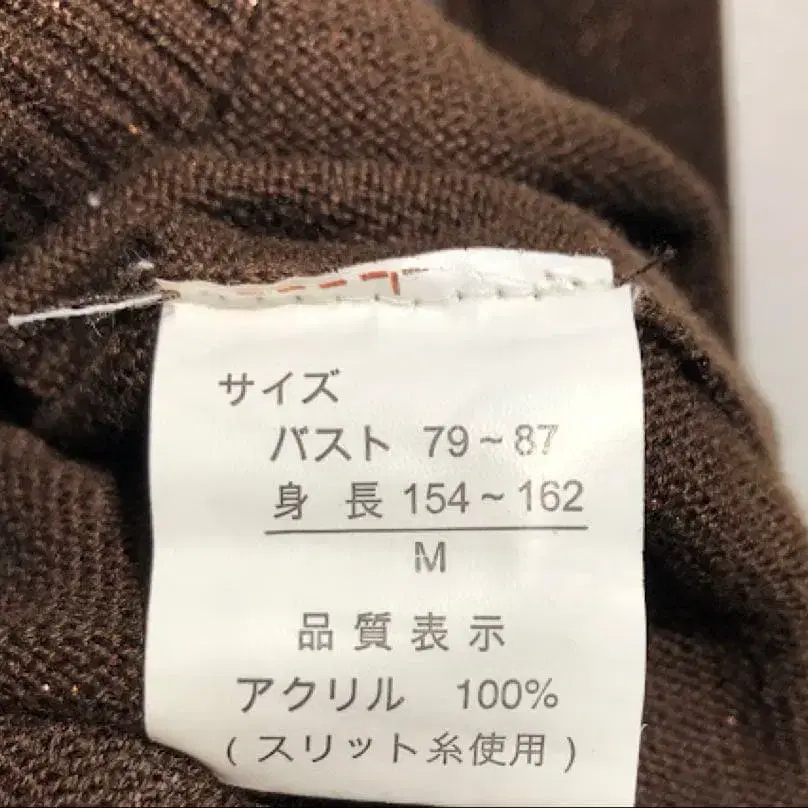 サイズ
バスト 79~87
身 長 154~162
M
品質表示
アクリル 100%
(スリット糸使用)